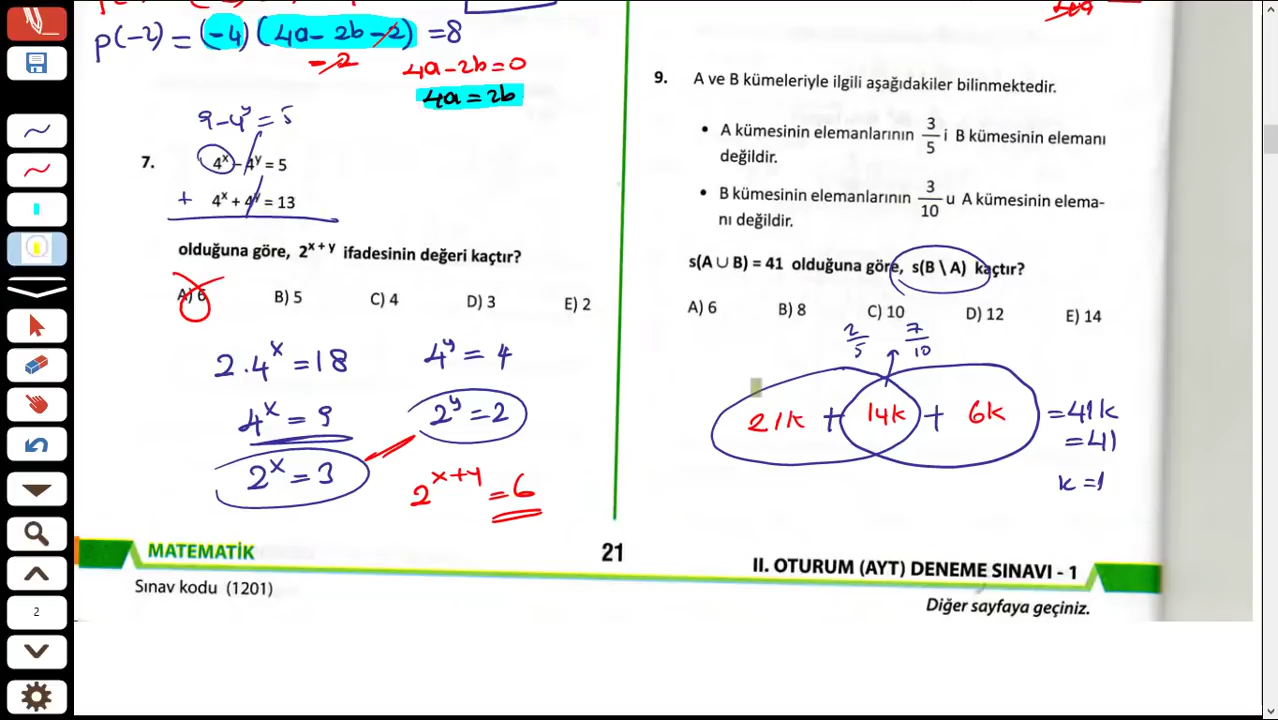 p(-2) = (-4) (4a - 2b - 2) = 8
-2
4a - 2b = 0
4a = 2b
9 - 4^y = 5
7. 4^x - 4^y = 5
+ 4^x + 4^y = 13
olduğuna göre, 2^x + y ifadesinin değeri kaçtır?
A) 6 B) 5 C) 4 D) 3 E) 2
2 . 4^x = 18
4^x = 9
2^x = 3
4^y = 4
2^y = 2
2^x+y = 6
9. A ve B kümeleriyle ilgili aşağıdakiler bilinmektedir.
• A kümesinin elemanlarının 3/5 i B kümesinin elemanı
değildir.
• B kümesinin elemanlarının 3/10 u A kümesinin elema-
nı değildir.
s(A ∪ B) = 41 olduğuna göre, s(B \ A) kaçtır?
A) 6 B) 8 C) 10 D) 12 E) 14
2/5 7/10
21k + 14k + 6k = 41k
= 41
k = 1
MATEMATİK
21
II. OTURUM (AYT) DENEME SINAVI - 1
Sınav kodu (1201)
Diğer sayfaya geçiniz.
2